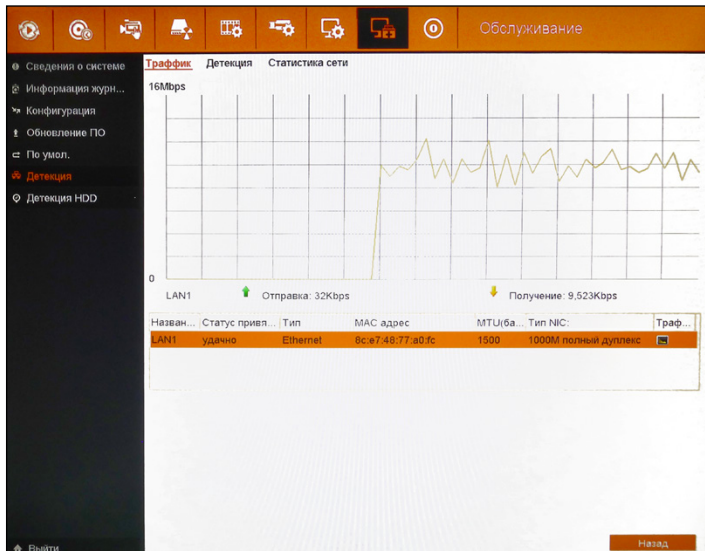 Обслуживание
Сведения о системе
Информация журн...
Конфигурация
Обновление ПО
По умол.
Детекция
Детекция HDD
Выйти
Траффик Детекция Статистика сети
16Mbps
0
LAN1 Отправка: 32Kbps Получение: 9,523Kbps
Назван... Статус привя... Тип MAC адрес MTU(ба... Тип NIC: Траф...
LAN1 удачно Ethernet 8c:e7:48:77:a0:fc 1500 1000M полный дуплекс
Назад